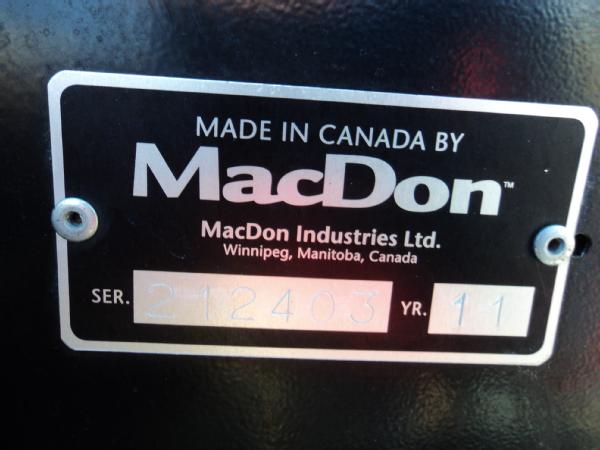 MADE IN CANADA BY
MacDon™
MacDon Industries Ltd.
Winnipeg, Manitoba, Canada
SER. 212403 YR. 11